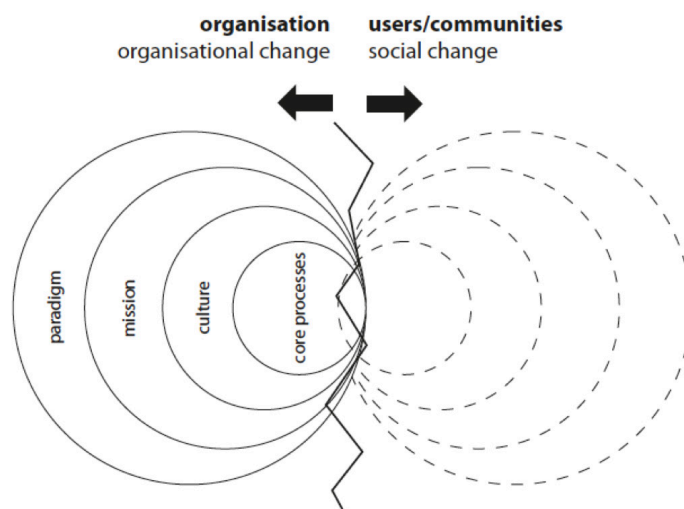 organisation
organisational change
users/communities
social change
paradigm
mission
culture
core processes